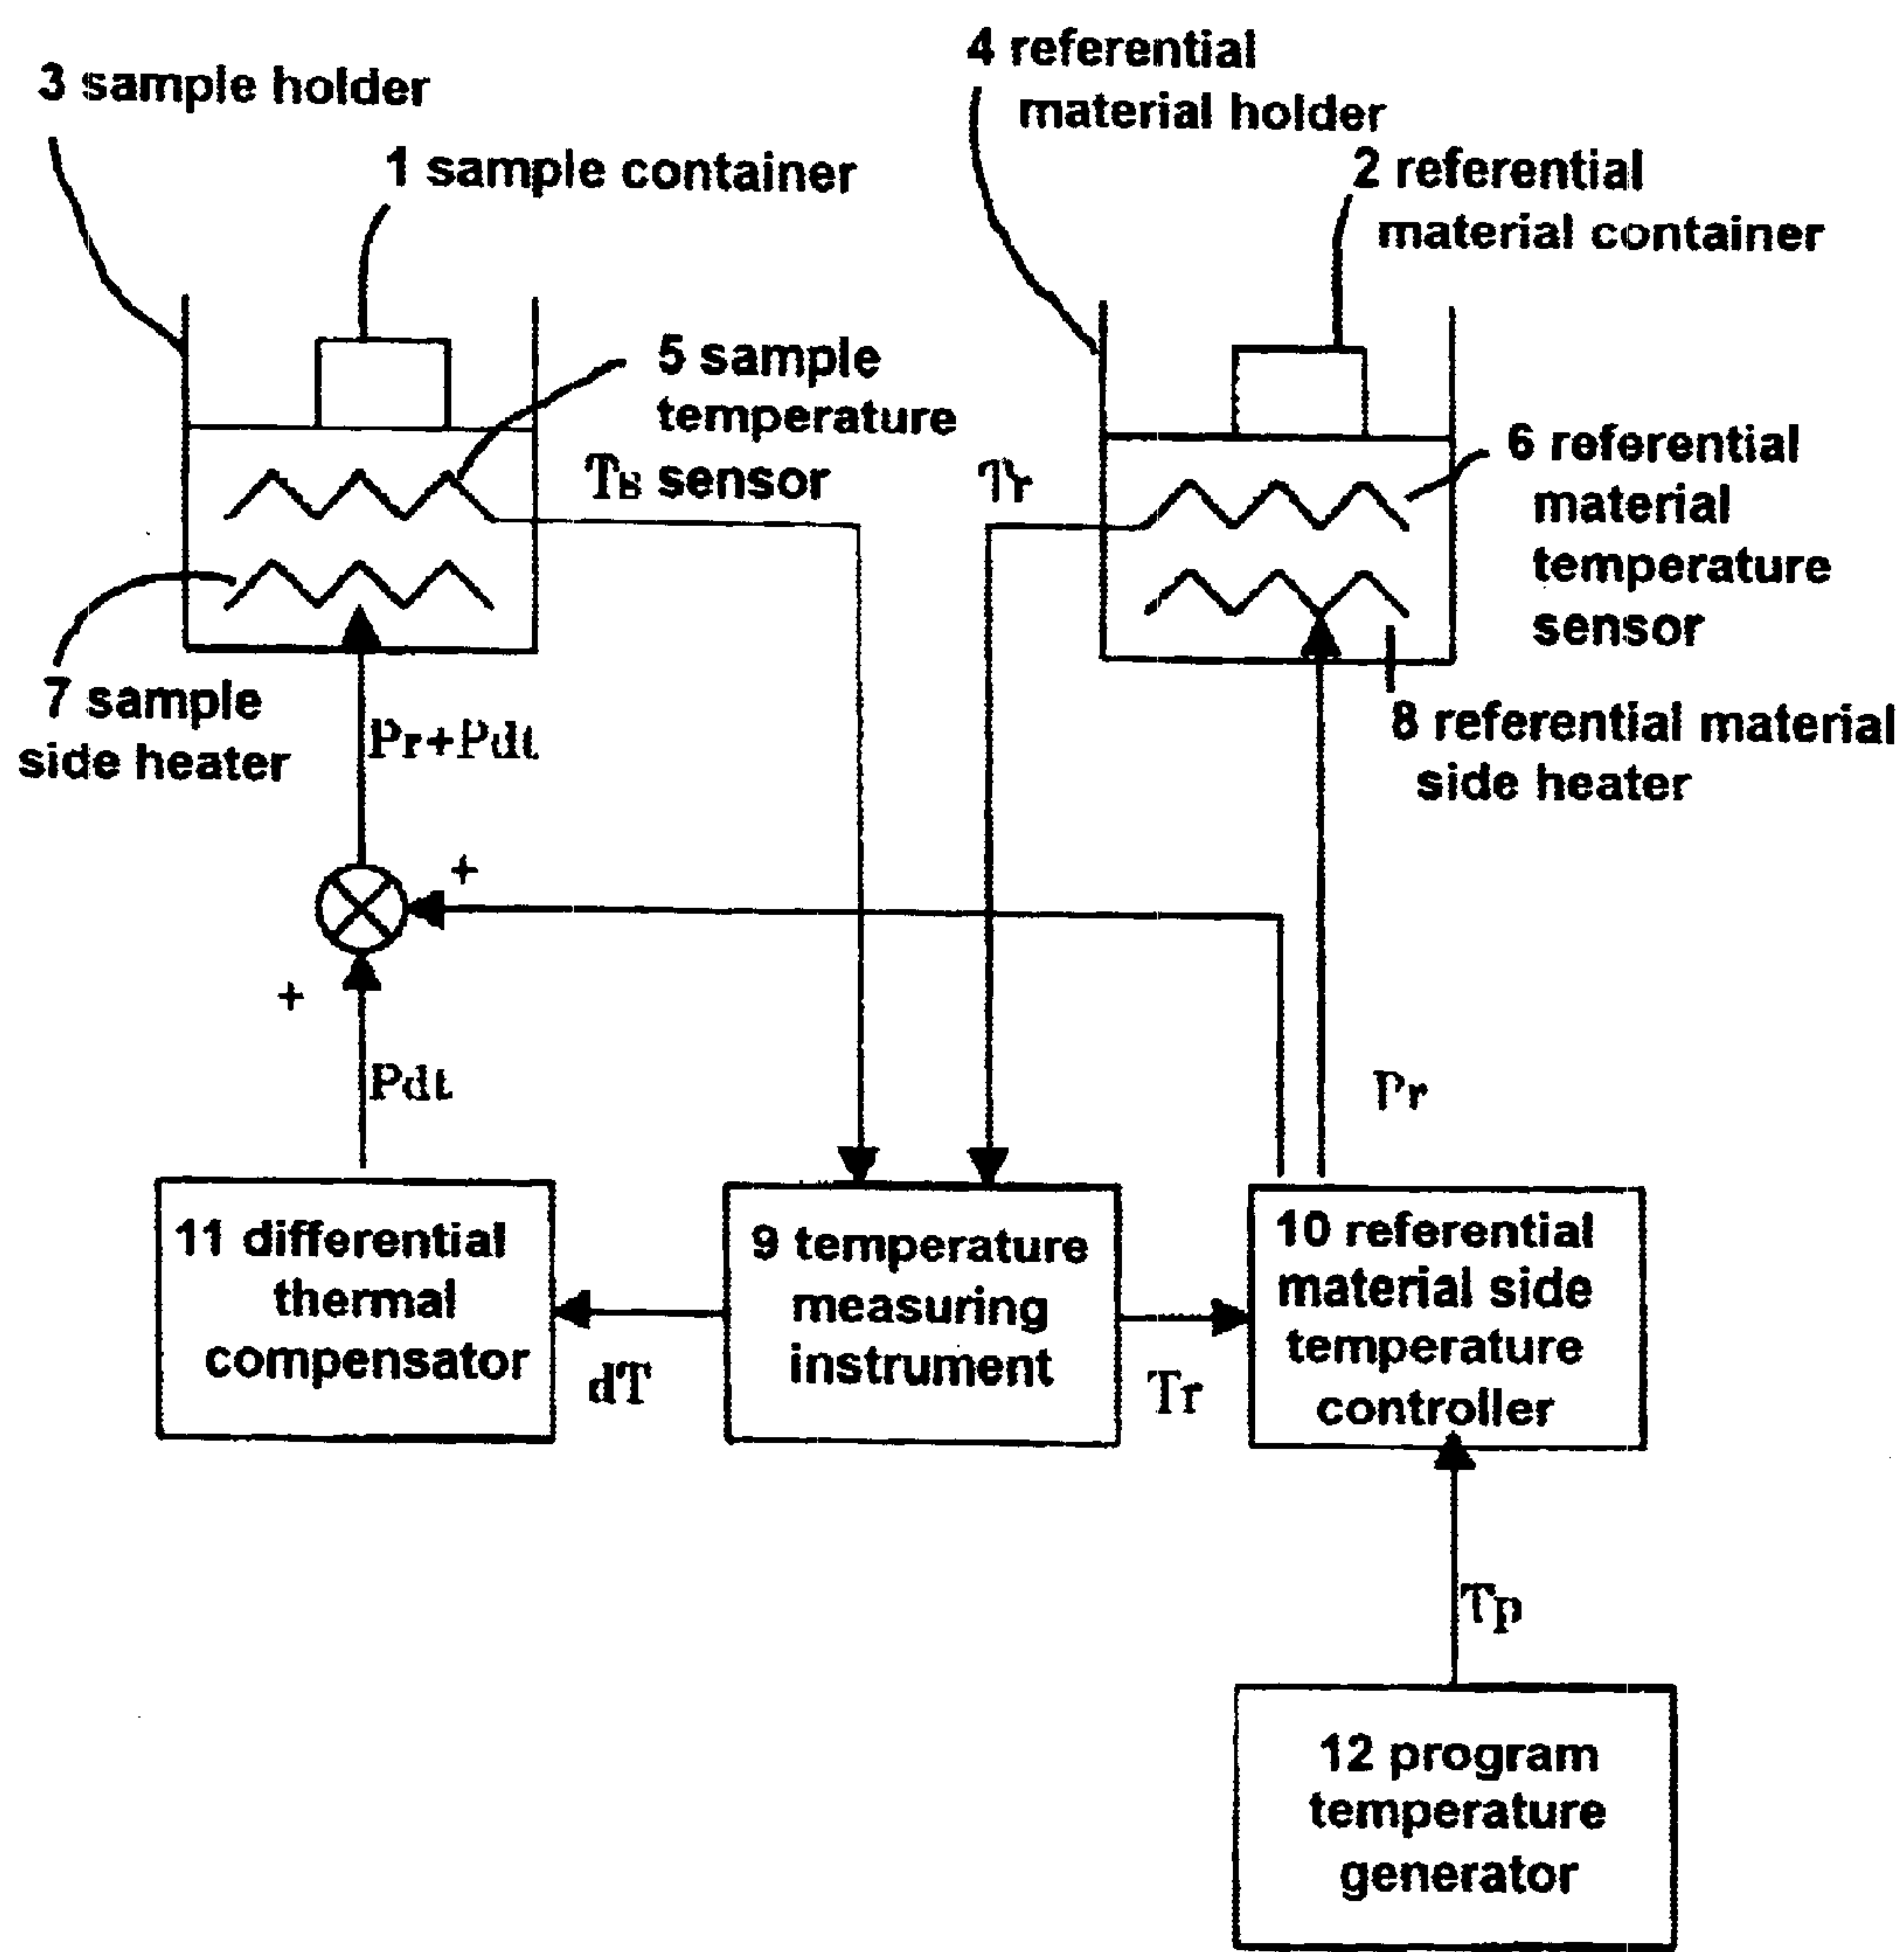 3 sample holder
1 sample container
4 referential
material holder
2 referential
material container
5 sample
temperature
sensor
Ts
Tr
6 referential
material
temperature
sensor
7 sample
side heater
8 referential material
side heater
Pr+Pdt
+
+
Pdt
Pr
11 differential
thermal
compensator
dT
9 temperature
measuring
instrument
Tr
10 referential
material side
temperature
controller
Tp
12 program
temperature
generator